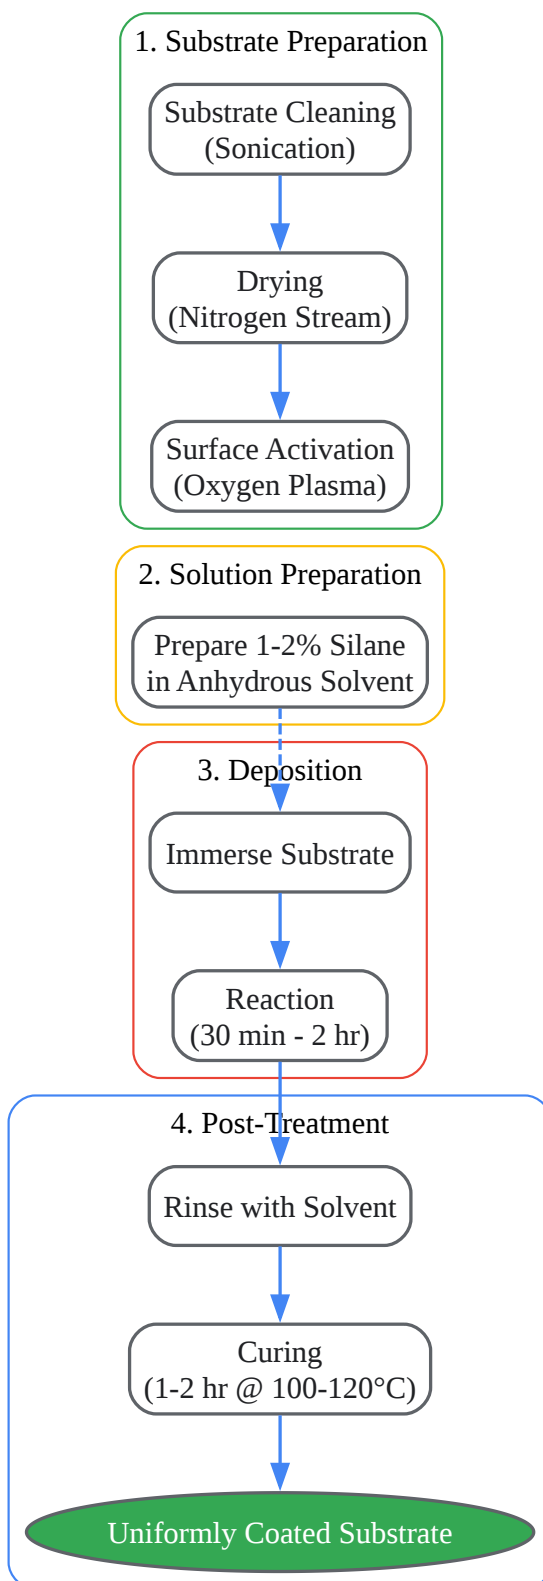 1. Substrate Preparation
Substrate Cleaning
(Sonication)
Drying
(Nitrogen Stream)
Surface Activation
(Oxygen Plasma)
2. Solution Preparation
Prepare 1-2% Silane
in Anhydrous Solvent
3. Deposition
Immerse Substrate
Reaction
(30 min - 2 hr)
4. Post-Treatment
Rinse with Solvent
Curing
(1-2 hr @ 100-120°C)
Uniformly Coated Substrate